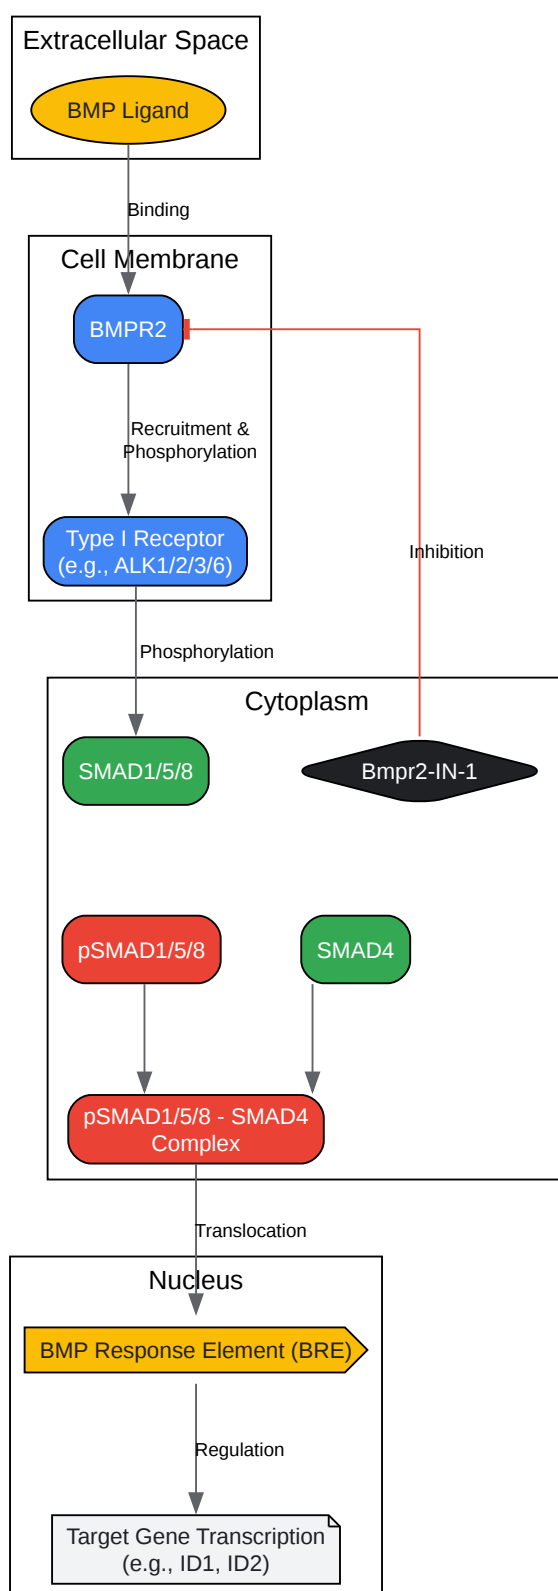 Extracellular Space
BMP Ligand
Binding
Cell Membrane
BMPR2
Recruitment &
Phosphorylation
Type I Receptor
(e.g., ALK1/2/3/6)
Inhibition
Phosphorylation
Cytoplasm
SMAD1/5/8
Bmpr2-IN-1
pSMAD1/5/8
SMAD4
pSMAD1/5/8 - SMAD4
Complex
Translocation
Nucleus
BMP Response Element (BRE)
Regulation
Target Gene Transcription
(e.g., ID1, ID2)